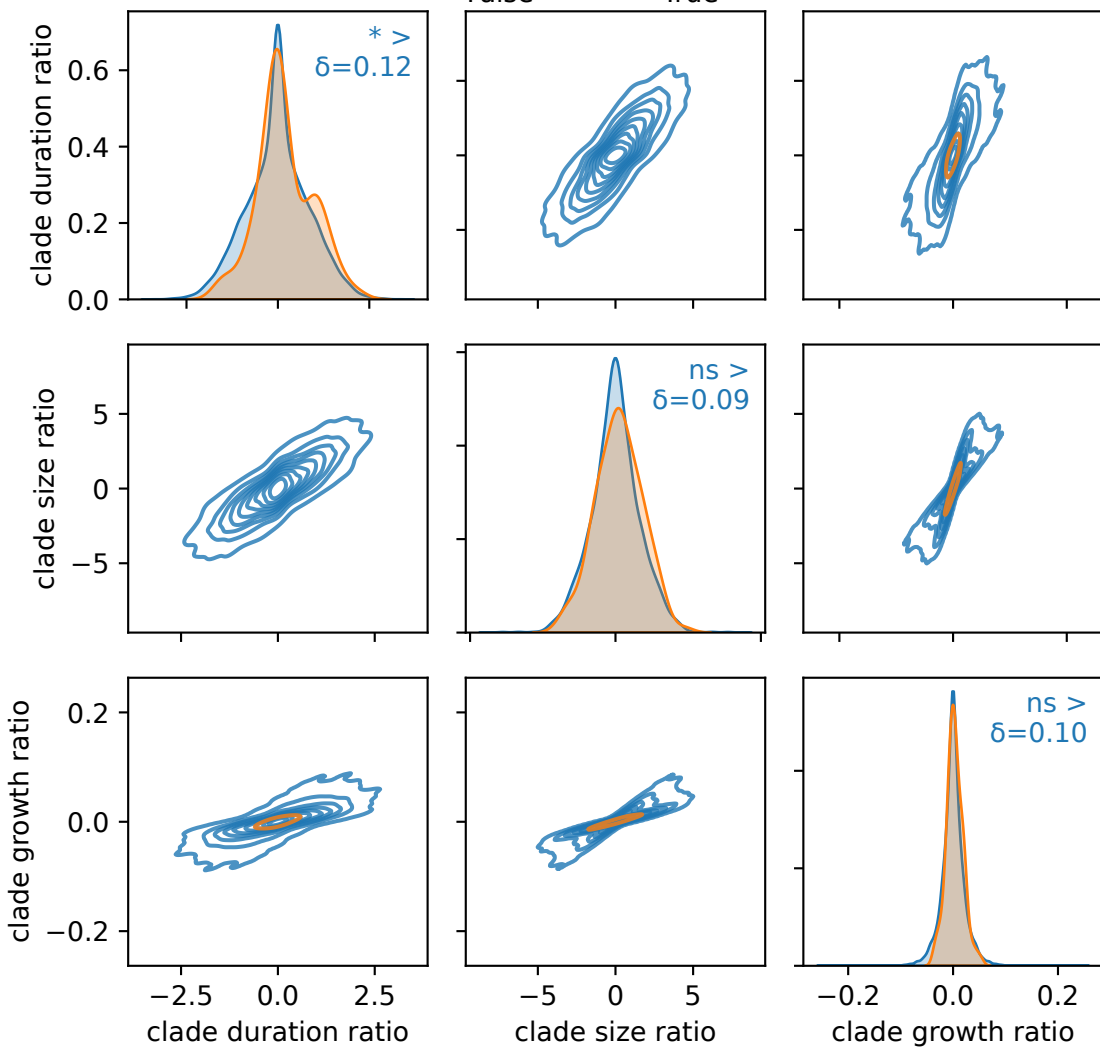 clade duration ratio
0.6
0.4
0.2
0.0
* >
δ=0.12
clade size ratio
5
0
−5
ns >
δ=0.09
clade growth ratio
0.2
0.0
−0.2
ns >
δ=0.10
−2.5 0.0 2.5
−5 0 5
−0.2 0.0 0.2
clade duration ratio
clade size ratio
clade growth ratio